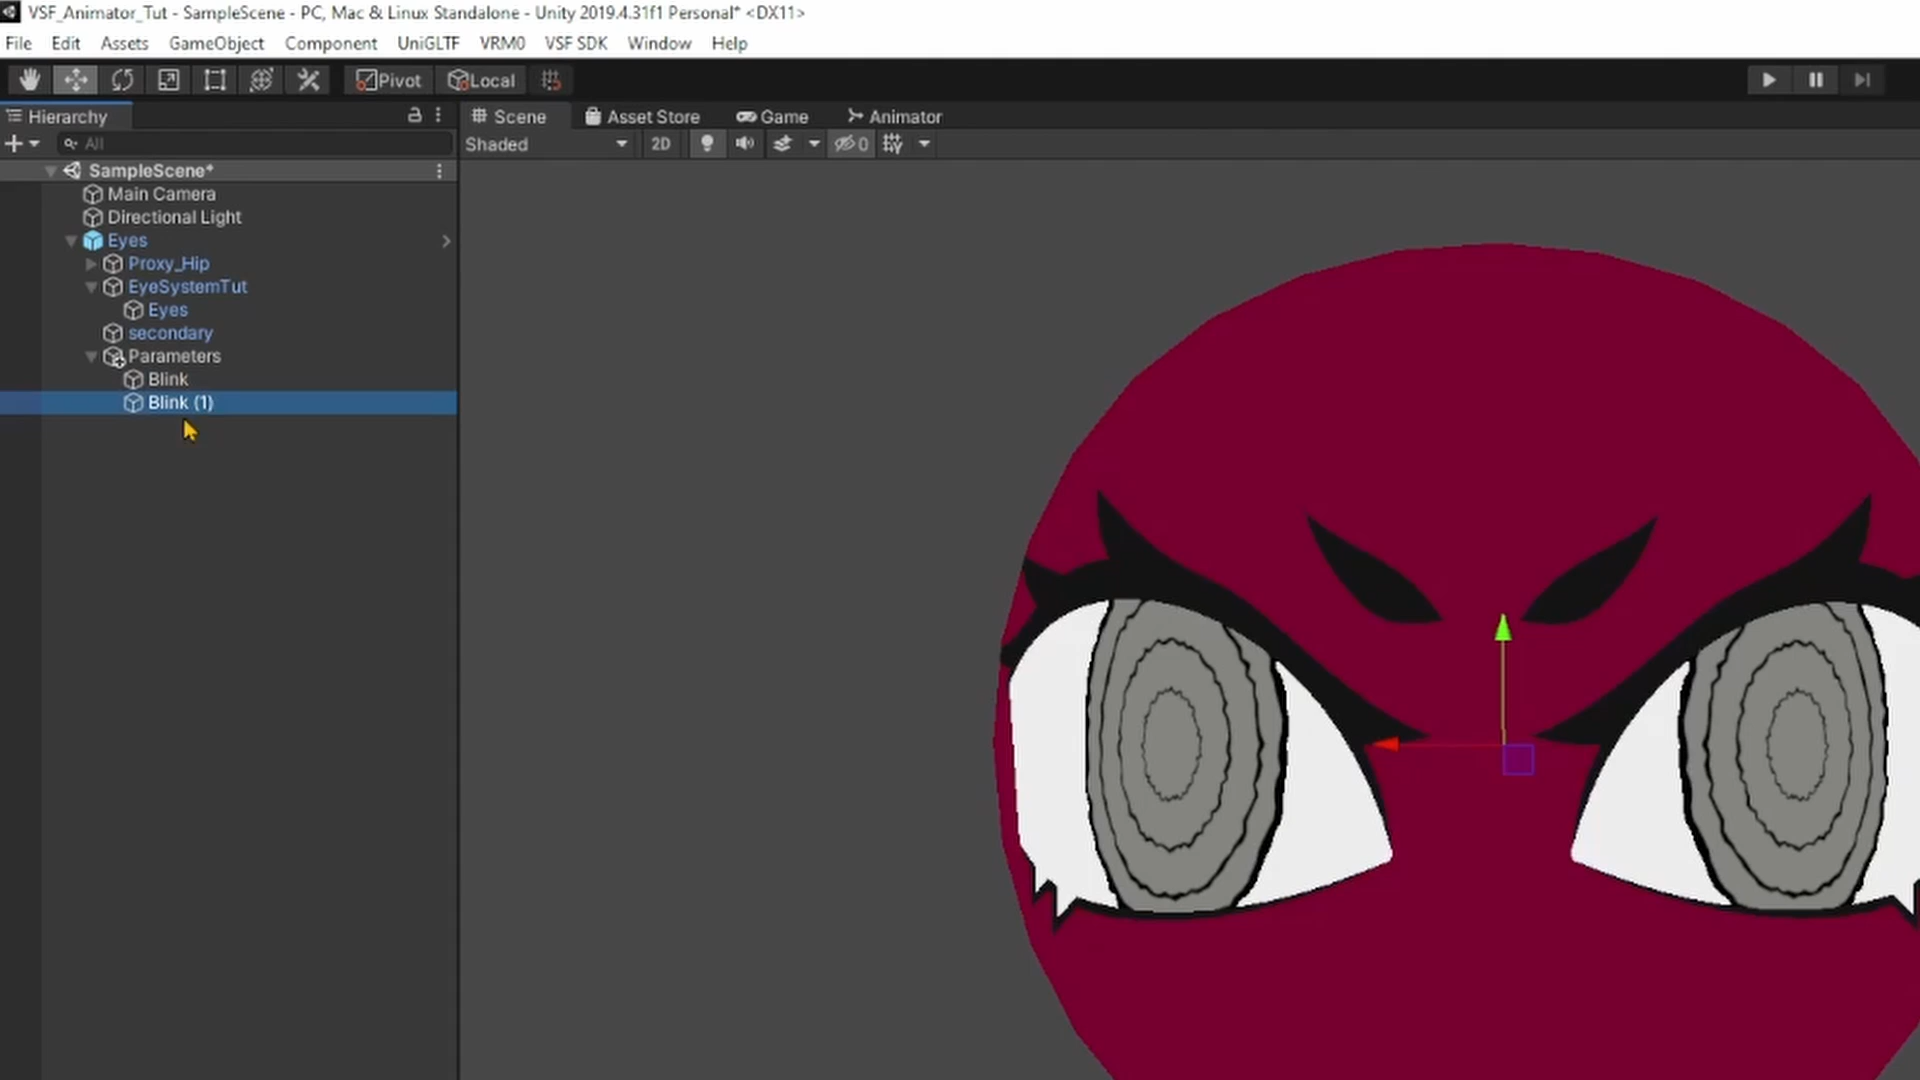 VSF_Animator_Tut - SampleScene - PC, Mac & Linux Standalone - Unity 2019.4.31f1 Personal* <DX11>
File Edit Assets GameObject Component UniGLTF VRM0 VSF SDK Window Help
Pivot Local
Hierarchy
Scene Asset Store Game Animator
All
Shaded 2D 0
SampleScene*
Main Camera
Directional Light
Eyes
Proxy_Hip
EyeSystemTut
Eyes
secondary
Parameters
Blink
Blink (1)